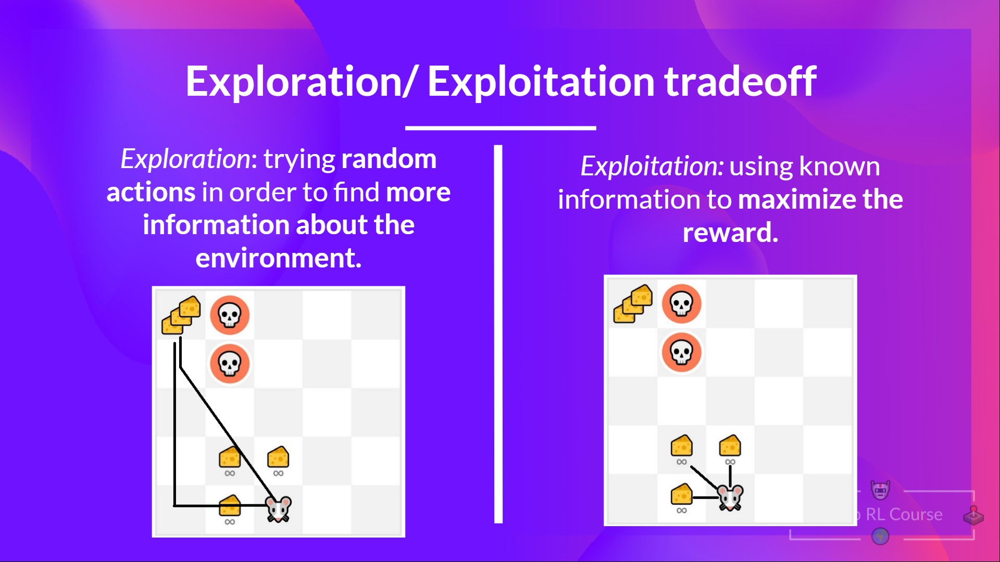 Exploration/ Exploitation tradeoff
Exploration: trying random
actions in order to find more
information about the
environment.
Exploitation: using known
information to maximize the
reward.
∞ ∞
∞
∞ ∞
∞
RL Course